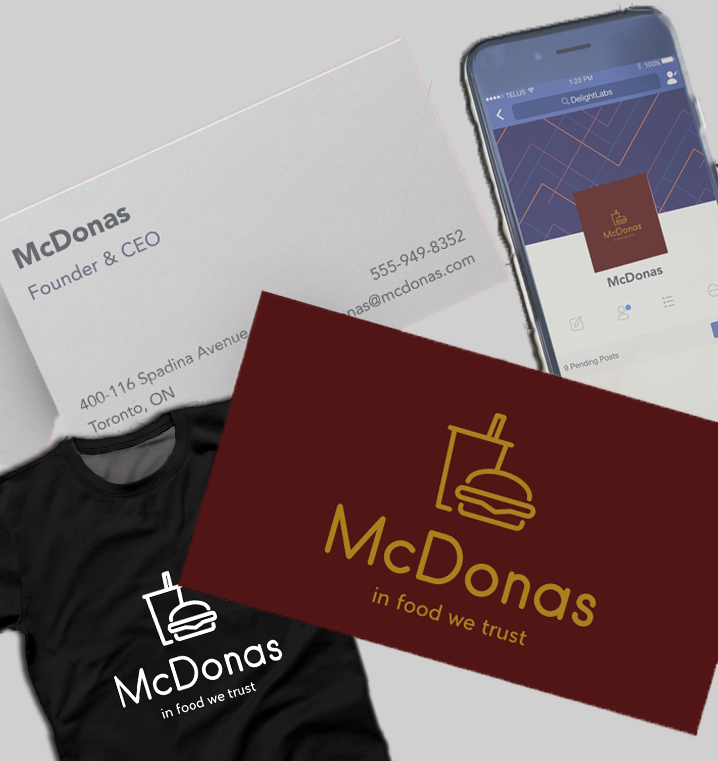 McDonas
Founder & CEO
555-949-8352
nas@mcdonas.com
400-116 Spadina Avenue
Toronto, ON
TELUS
1:20 PM
100%
DelightLabs
McDonas
McDonas
9 Pending Posts
McDonas
in food we trust
McDonas
in food we trust